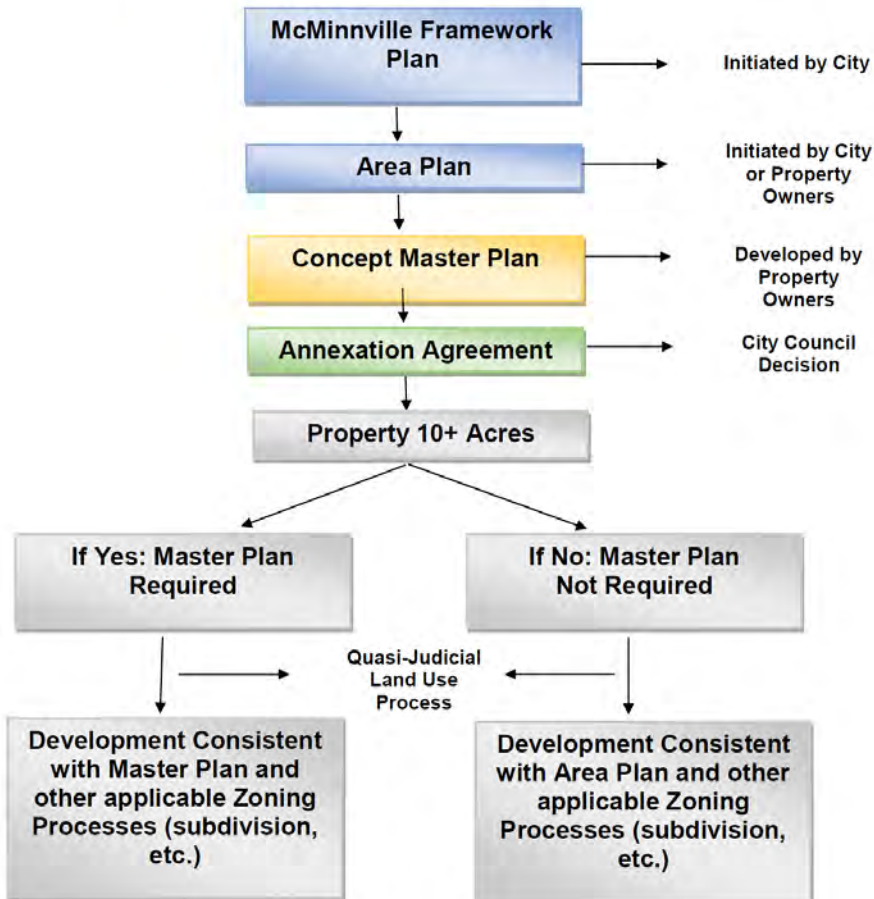 McMinnville Framework
Plan
Initiated by City
Area Plan
Initiated by City
or Property
Owners
Concept Master Plan
Developed by
Property
Owners
Annexation Agreement
City Council
Decision
Property 10+ Acres
If Yes: Master Plan
Required
If No: Master Plan
Not Required
Quasi-Judicial
Land Use
Process
Development Consistent
with Master Plan and
other applicable Zoning
Processes (subdivision,
etc.)
Development Consistent
with Area Plan and other
applicable Zoning
Processes (subdivision,
etc.)